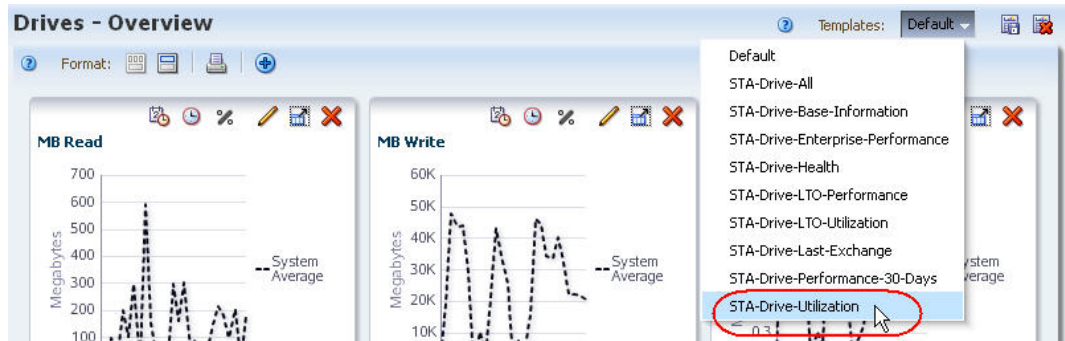 Drives - Overview
Templates: Default
Format:
Default
STA-Drive-All
STA-Drive-Base-Information
STA-Drive-Enterprise-Performance
STA-Drive-Health
STA-Drive-LTO-Performance
STA-Drive-LTO-Utilization
STA-Drive-Last-Exchange
STA-Drive-Performance-30-Days
STA-Drive-Utilization
MB Read
700
600
500
400
300
200
100
Megabytes
System
Average
MB Write
60K
50K
40K
30K
20K
10K
Megabytes
System
Average
ystem
verage
0.3